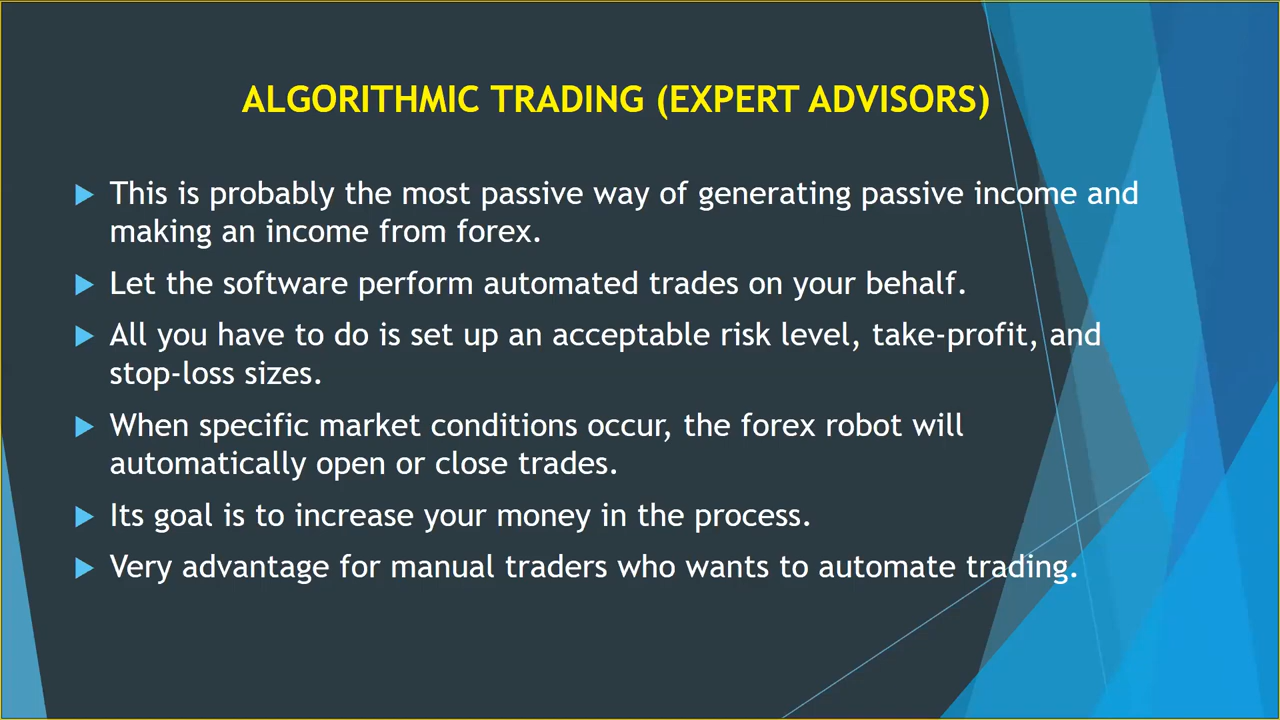 ALGORITHMIC TRADING (EXPERT ADVISORS)
This is probably the most passive way of generating passive income and
making an income from forex.
Let the software perform automated trades on your behalf.
All you have to do is set up an acceptable risk level, take-profit, and
stop-loss sizes.
When specific market conditions occur, the forex robot will
automatically open or close trades.
Its goal is to increase your money in the process.
Very advantage for manual traders who wants to automate trading.